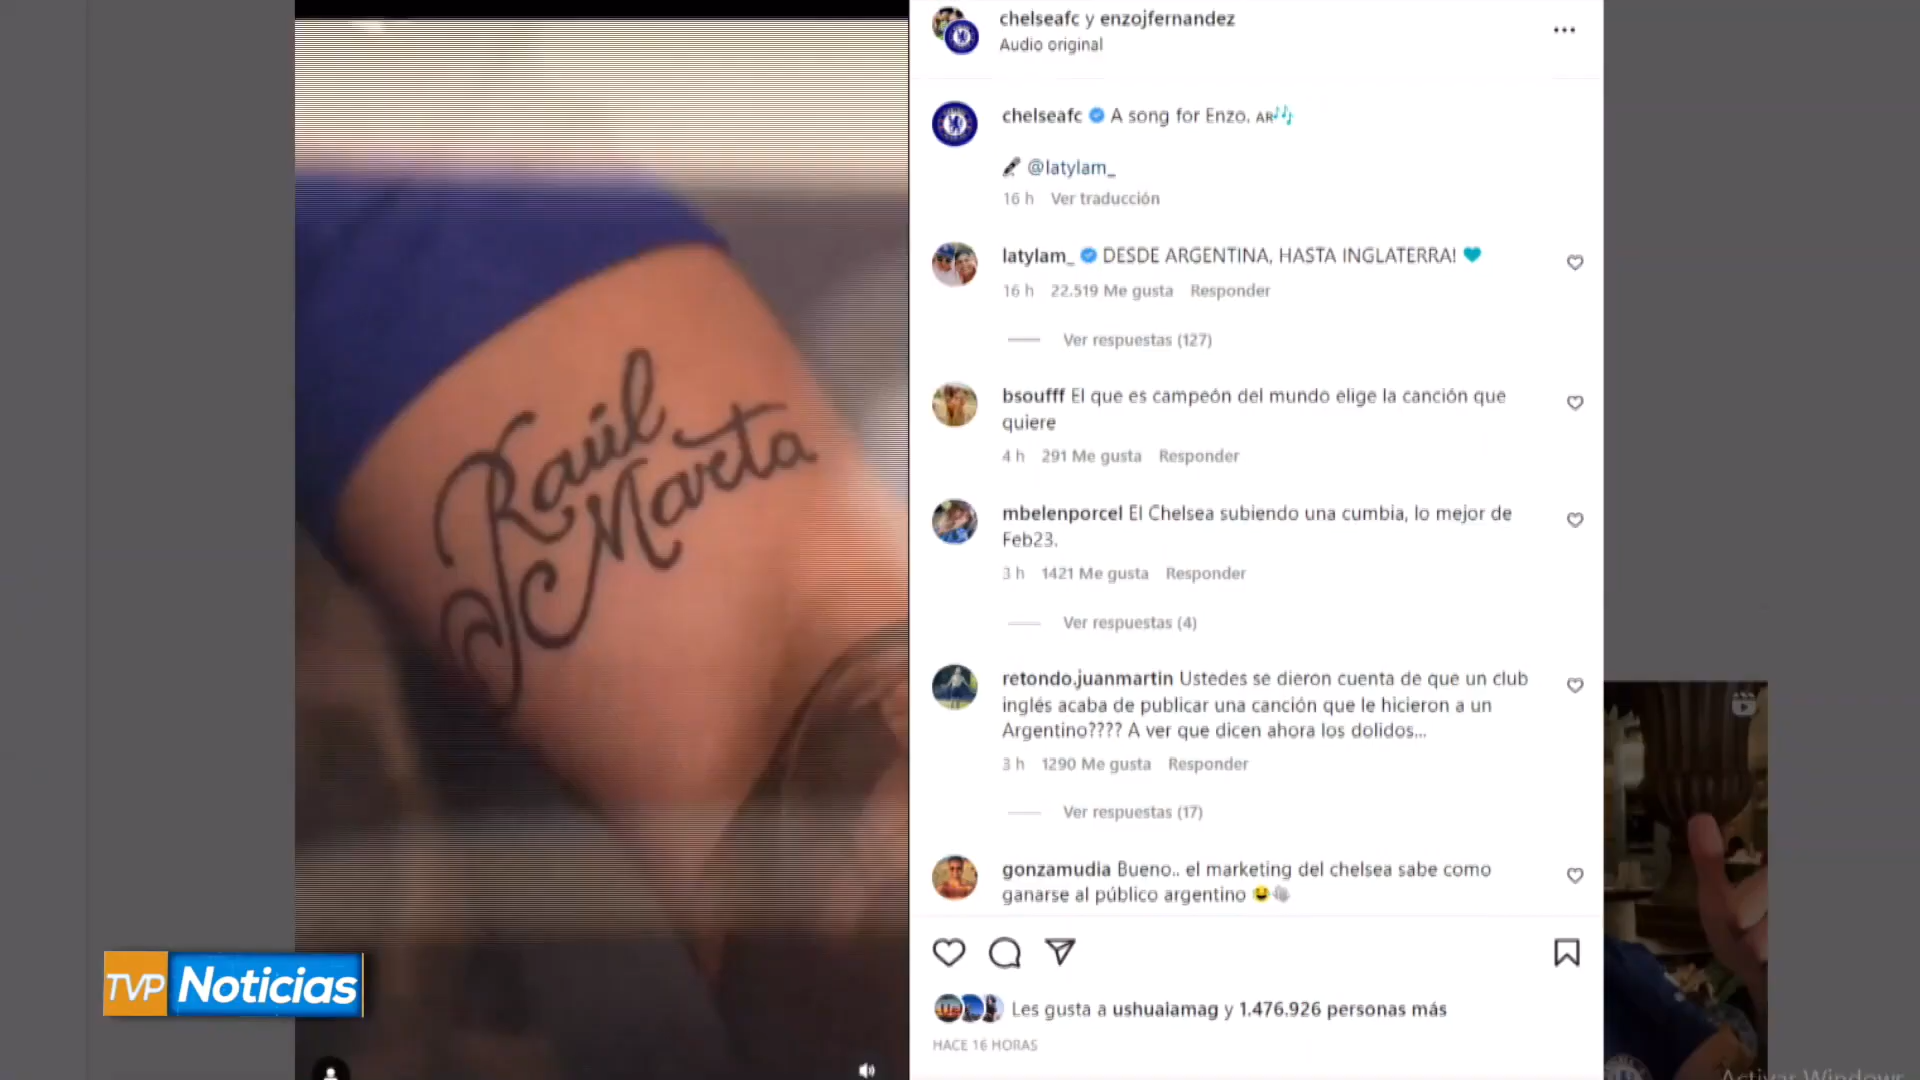 chelseafc y enzojfernandez
Audio original
chelseafc A song for Enzo. AR
@latylam_
16 h Ver traducción
latylam_ DESDE ARGENTINA, HASTA INGLATERRA!
16 h 22.519 Me gusta Responder
Ver respuestas (127)
bsoufff El que es campeón del mundo elige la canción que
quiere
4 h 291 Me gusta Responder
mbelenporcel El Chelsea subiendo una cumbia, lo mejor de
Feb23.
3 h 1421 Me gusta Responder
Ver respuestas (4)
retondo.juanmartin Ustedes se dieron cuenta de que un club
inglés acaba de publicar una canción que le hicieron a un
Argentino???? A ver que dicen ahora los dolidos...
3 h 1290 Me gusta Responder
Ver respuestas (17)
gonzamudia Bueno.. el marketing del chelsea sabe como
ganarse al público argentino
Les gusta a ushuaiamag y 1.476.926 personas más
HACE 16 HORAS
Raúl
Marta
TVP Noticias
Activar Windows